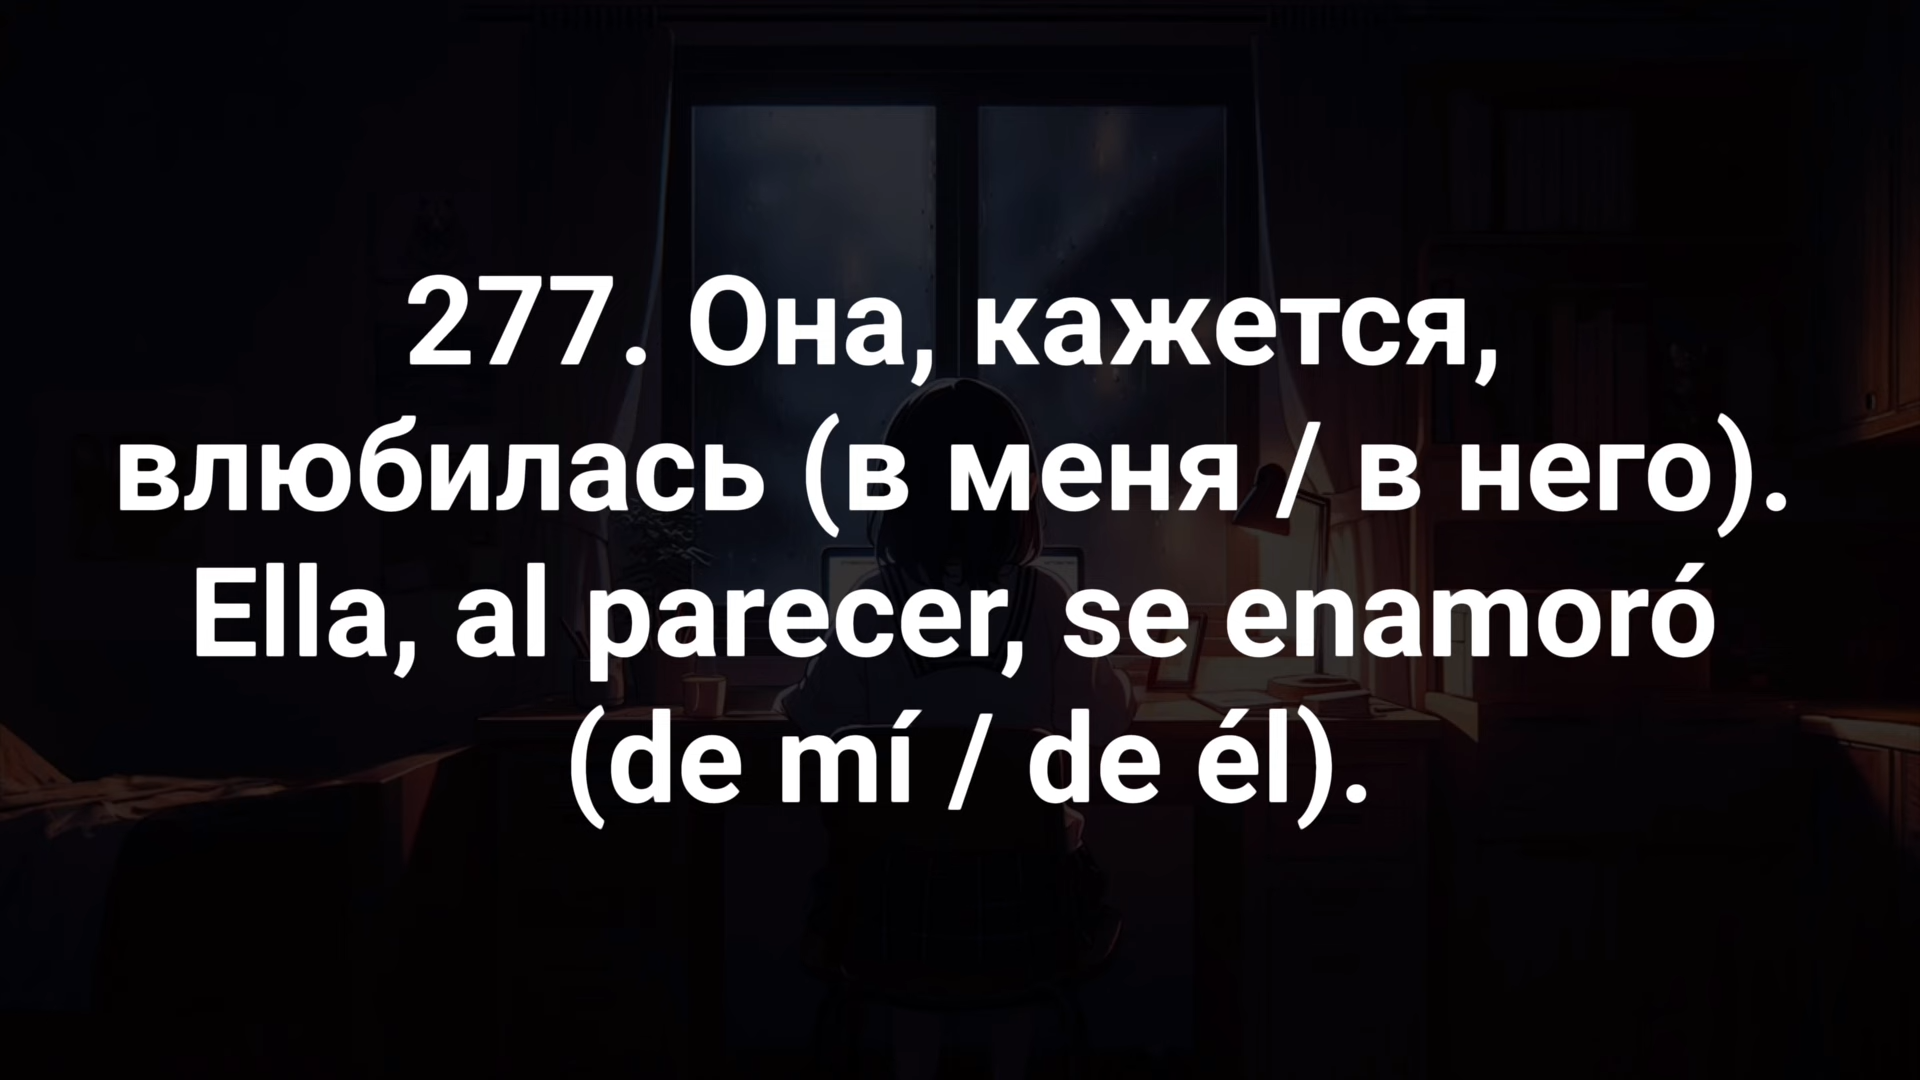 277. Она, кажется,
влюбилась (в меня / в него).
Ella, al parecer, se enamoró
(de mí / de él).